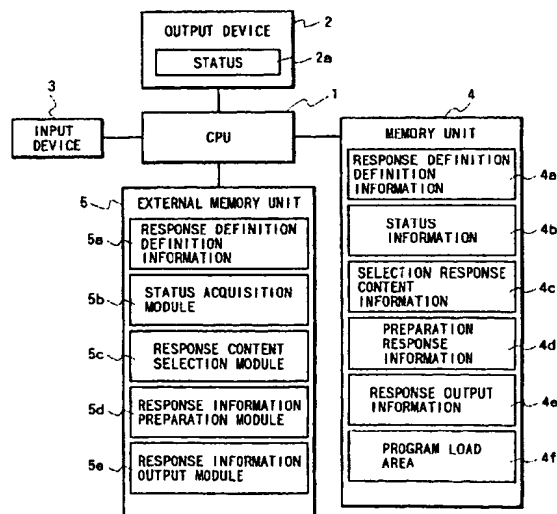 2
OUTPUT DEVICE
STATUS
2a
3
1
4
INPUT
DEVICE
CPU
MEMORY UNIT
RESPONSE DEFINITION
DEFINITION
INFORMATION
4a
STATUS
INFORMATION
4b
SELECTION RESPONSE
CONTENT
INFORMATION
4c
PREPARATION
RESPONSE
INFORMATION
4d
RESPONSE OUTPUT
INFORMATION
4e
PROGRAM LOAD
AREA
4f
5
EXTERNAL MEMORY UNIT
5a
RESPONSE DEFINITION
DEFINITION
INFORMATION
5b
STATUS ACQUISITION
MODULE
5c
RESPONSE CONTENT
SELECTION MODULE
5d
RESPONSE INFORMATION
PREPARATION MODULE
5e
RESPONSE INFORMATION
OUTPUT MODULE